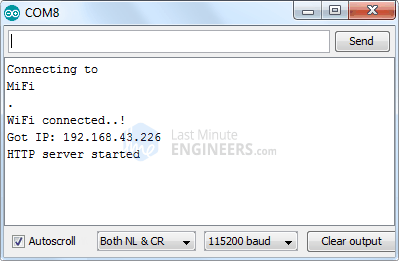 COM8
Send
Connecting to
MiFi
.
WiFi connected..!
Got IP: 192.168.43.226
HTTP server started
Last Minute
ENGINEERS.com
Autoscroll
Both NL & CR
115200 baud
Clear output